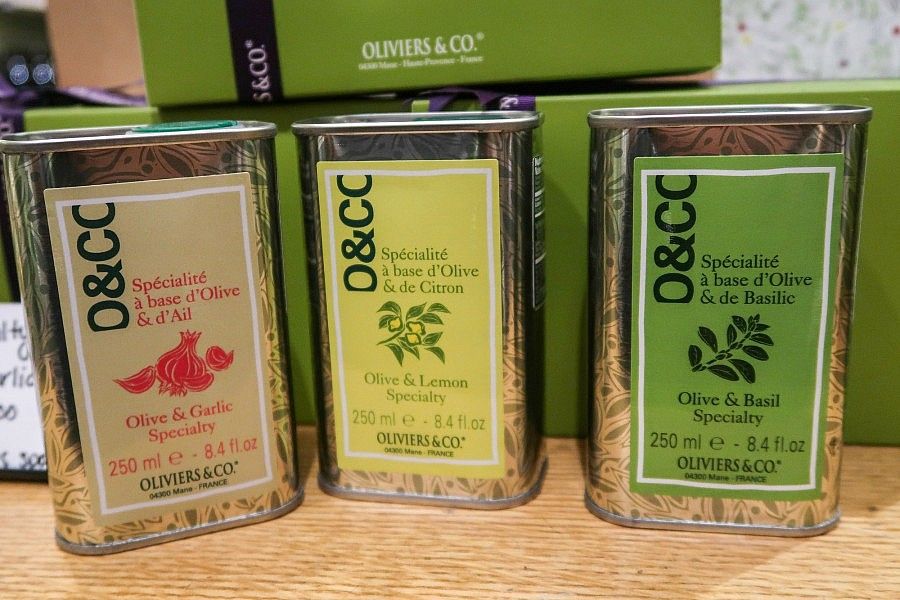 OLIVIERS & CO.®
04300 Mane - Haute-Provence - France
& CO.®
O&CO
Spécialité
à base d'Olive
& d'Ail
Olive & Garlic
Specialty
250 ml e - 8.4 fl.oz
OLIVIERS & CO.®
04300 Mane - FRANCE
O&CO
Spécialité
à base d'Olive
& de Citron
Olive & Lemon
Specialty
250 ml e - 8.4 fl.oz
OLIVIERS & CO.®
04300 Mane - FRANCE
O&CO
Spécialité
à base d'Olive
& de Basilic
Olive & Basil
Specialty
250 ml e - 8.4 fl.oz
OLIVIERS & CO.®
04300 Mane - FRANCE